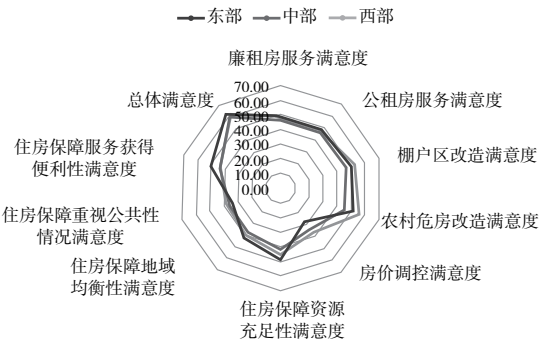 东部 中部 西部
廉租房服务满意度
总体满意度
70.00
公租房服务满意度
60.00
50.00
住房保障服务获得
便利性满意度
40.00
棚户区改造满意度
30.00
20.00
10.00
0.00
住房保障重视公共性
情况满意度
农村危房改造满意度
住房保障地域
均衡性满意度
房价调控满意度
住房保障资源
充足性满意度